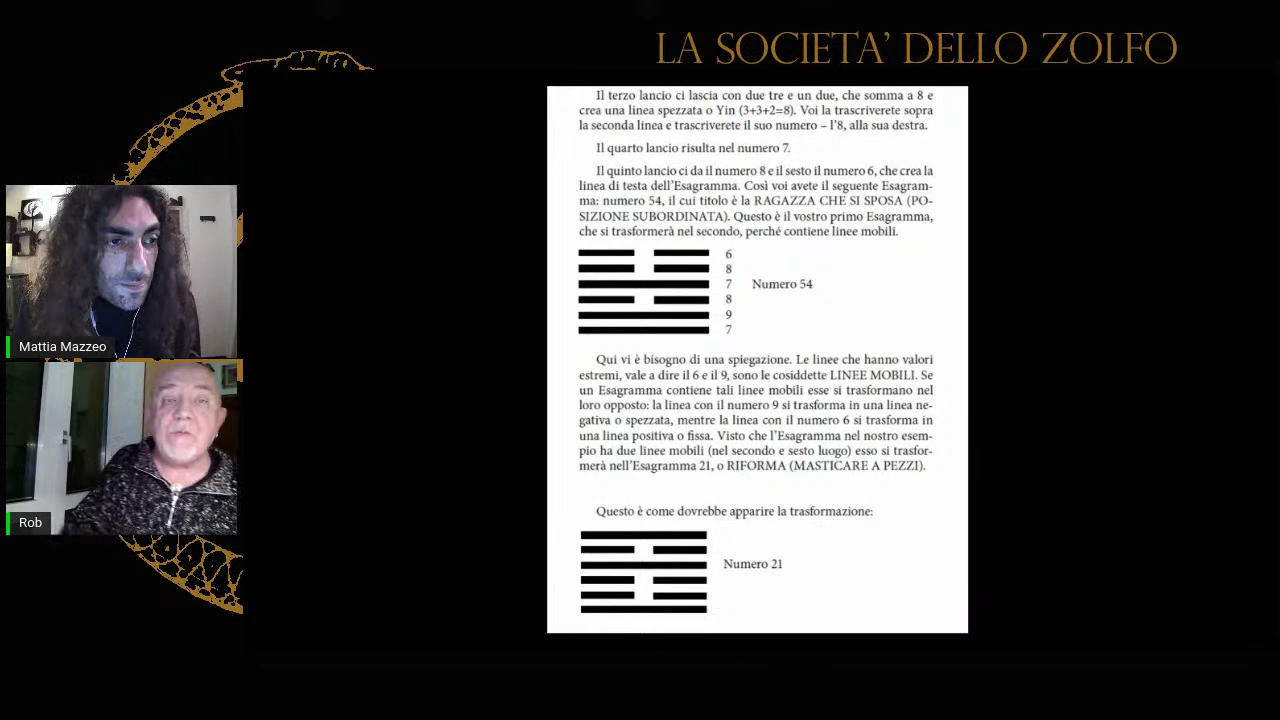 LA SOCIETA' DELLO ZOLFO
Il terzo lancio ci lascia con due tre e un due, che somma a 8 e
crea una linea spezzata o Yin (3+3+2=8). Voi la trascriverete sopra
la seconda linea e trascriverete il suo numero – l'8, alla sua destra.
Il quarto lancio risulta nel numero 7.
Il quinto lancio ci da il numero 8 e il sesto il numero 6, che crea la
linea di testa dell'Esagramma. Così voi avete il seguente Esagram-
ma: numero 54, il cui titolo è la RAGAZZA CHE SI SPOSA (PO-
SIZIONE SUBORDINATA). Questo è il vostro primo Esagramma,
che si trasformerà nel secondo, perché contiene linee mobili.
6
8
7 Numero 54
8
9
7
Qui vi è bisogno di una spiegazione. Le linee che hanno valori
estremi, vale a dire il 6 e il 9, sono le cosiddette LINEE MOBILI. Se
un Esagramma contiene tali linee mobili esse si trasformano nel
loro opposto: la linea con il numero 9 si trasforma in una linea ne-
gativa o spezzata, mentre la linea con il numero 6 si trasforma in
una linea positiva o fissa. Visto che l'Esagramma nel nostro esem-
pio ha due linee mobili (nel secondo e sesto luogo) esso si trasfor-
merà nell'Esagramma 21, o RIFORMA (MASTICARE A PEZZI).
Questo è come dovrebbe apparire la trasformazione:
Numero 21
Mattia Mazzeo
Rob